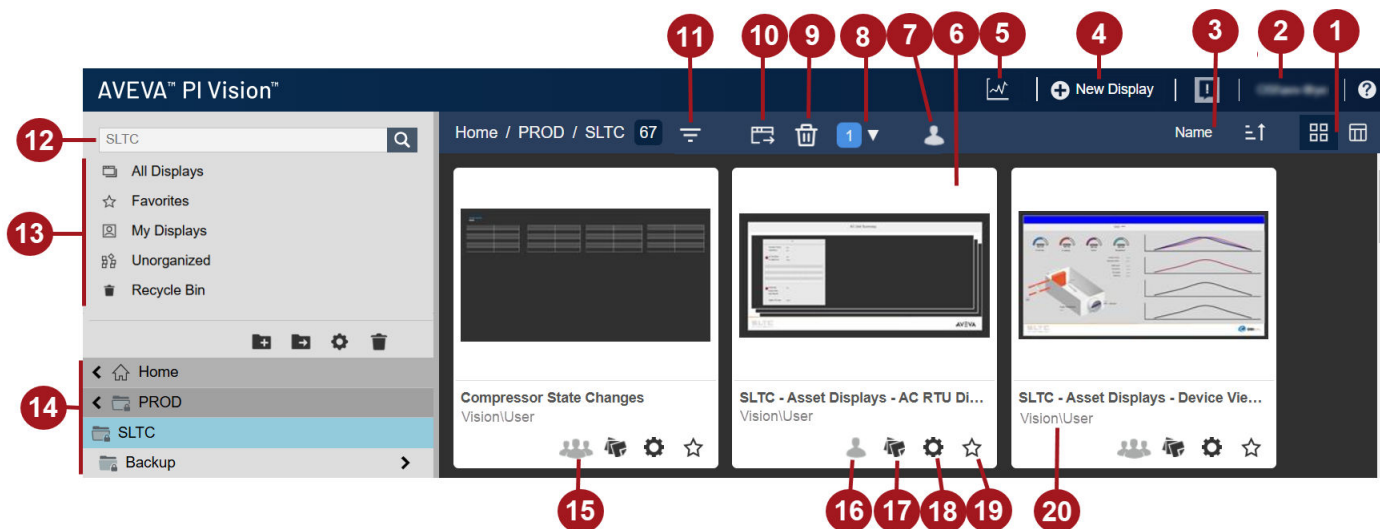 11 10 9 8 7 6 5 4 3 2 1
AVEVA™ PI Vision™
New Display
?
12
SLTC
Home / PROD / SLTC 67
1
Name
All Displays
Favorites
13
My Displays
Unorganized
Recycle Bin
Home
14
PROD
SLTC
Backup
AVEVA
Compressor State Changes
Vision\User
SLTC - Asset Displays - AC RTU Di...
Vision\User
SLTC - Asset Displays - Device Vie...
Vision\User
15 16 17 18 19 20